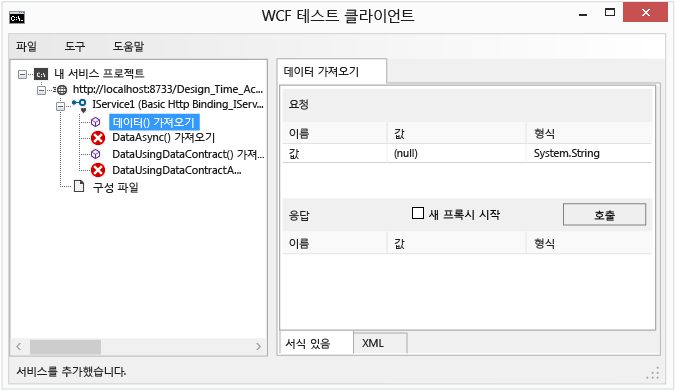 C:\.
WCF 테스트 클라이언트
파일 도구 도움말
C:\ 내 서비스 프로젝트
http://localhost:8733/Design_Time_Ac...
IService1 (Basic Http Binding_IServ...
데이터() 가져오기
DataAsync() 가져오기
DataUsingDataContract() 가져...
DataUsingDataContractA...
구성 파일
데이터 가져오기
요청
이름 값 형식
값 (null) System.String
응답 새 프록시 시작 호출
이름 값 형식
서식 있음 XML
서비스를 추가했습니다.